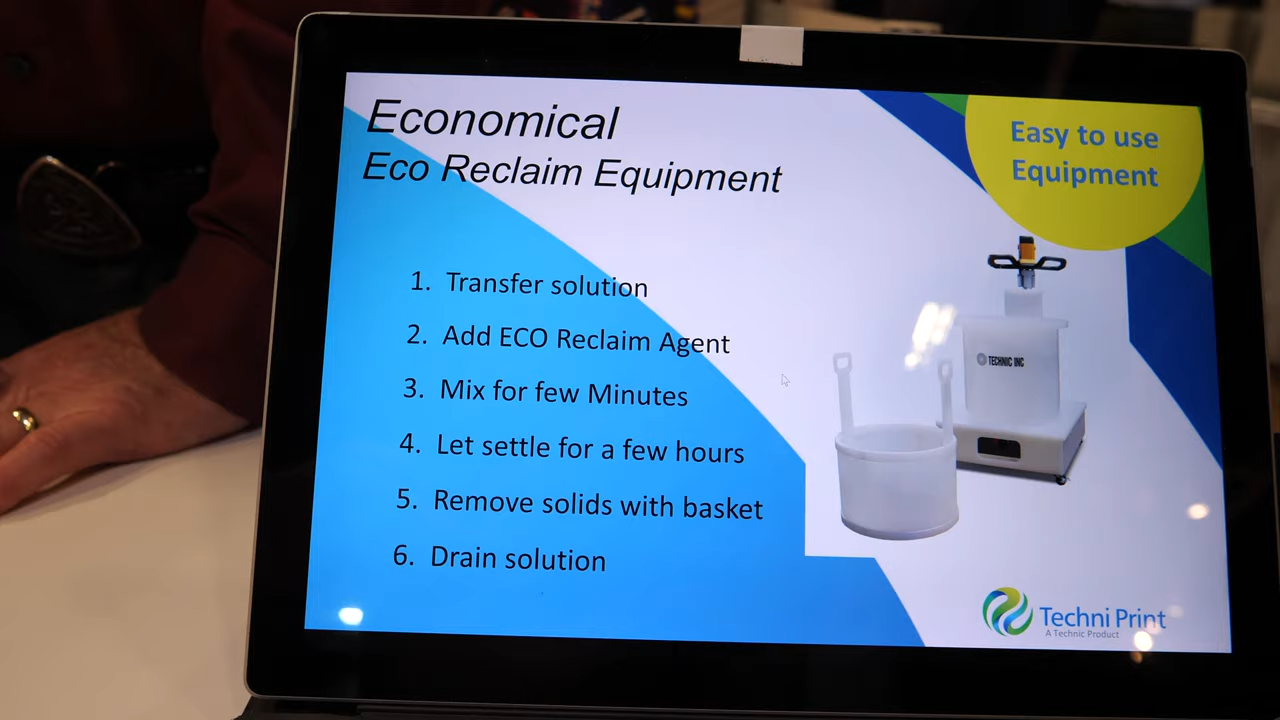 Economical
Eco Reclaim Equipment
Easy to use
Equipment
1. Transfer solution
2. Add ECO Reclaim Agent
3. Mix for few Minutes
4. Let settle for a few hours
5. Remove solids with basket
6. Drain solution
TECHNIC INC
Techni Print
A Technic Product